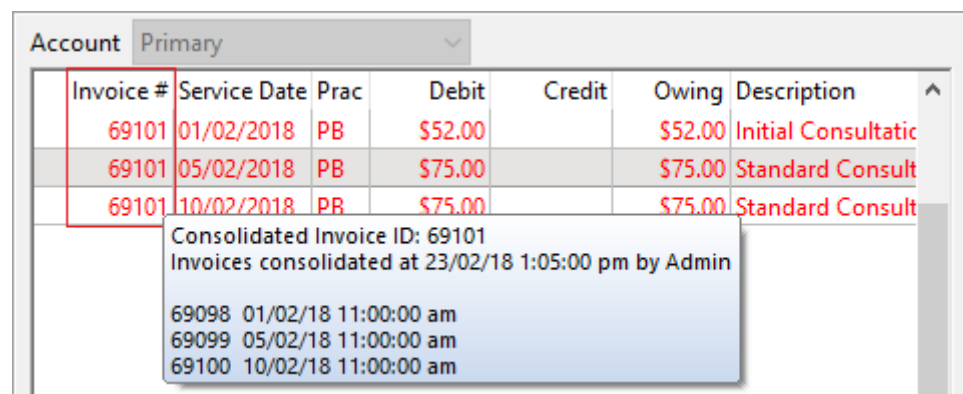 Account Primary
Invoice # Service Date Prac Debit Credit Owing Description
69101 01/02/2018 PB $52.00 $52.00 Initial Consultatic
69101 05/02/2018 PB $75.00 $75.00 Standard Consult
69101 10/02/2018 PB $75.00 $75.00 Standard Consult
Consolidated Invoice ID: 69101
Invoices consolidated at 23/02/18 1:05:00 pm by Admin
69098 01/02/18 11:00:00 am
69099 05/02/18 11:00:00 am
69100 10/02/18 11:00:00 am